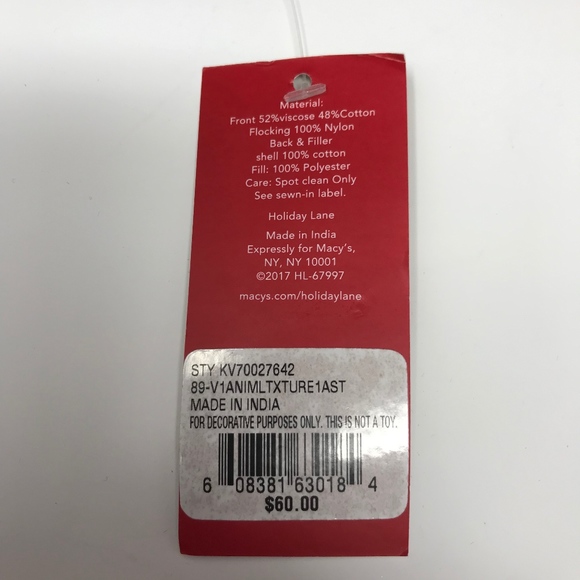 Material:
Front 52%viscose 48%Cotton
Flocking 100% Nylon
Back & Filler
shell 100% cotton
Fill: 100% Polyester
Care: Spot clean Only
See sewn-in label.
Holiday Lane
Made in India
Expressly for Macy's,
NY, NY 10001
©2017 HL-67997
macys.com/holidaylane
STY KV70027642
89-V1ANIMLTXTURE1AST
MADE IN INDIA
FOR DECORATIVE PURPOSES ONLY. THIS IS NOT A TOY.
6 08381 63018 4
$60.00